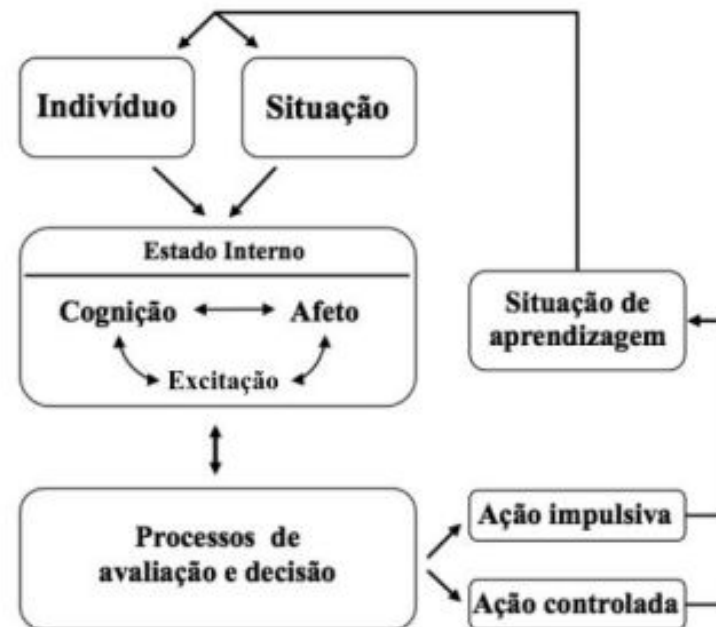 Indivíduo
Situação
Estado Interno
Cognição
Afeto
Excitação
Situação de
aprendizagem
Processos de
avaliação e decisão
Ação impulsiva
Ação controlada